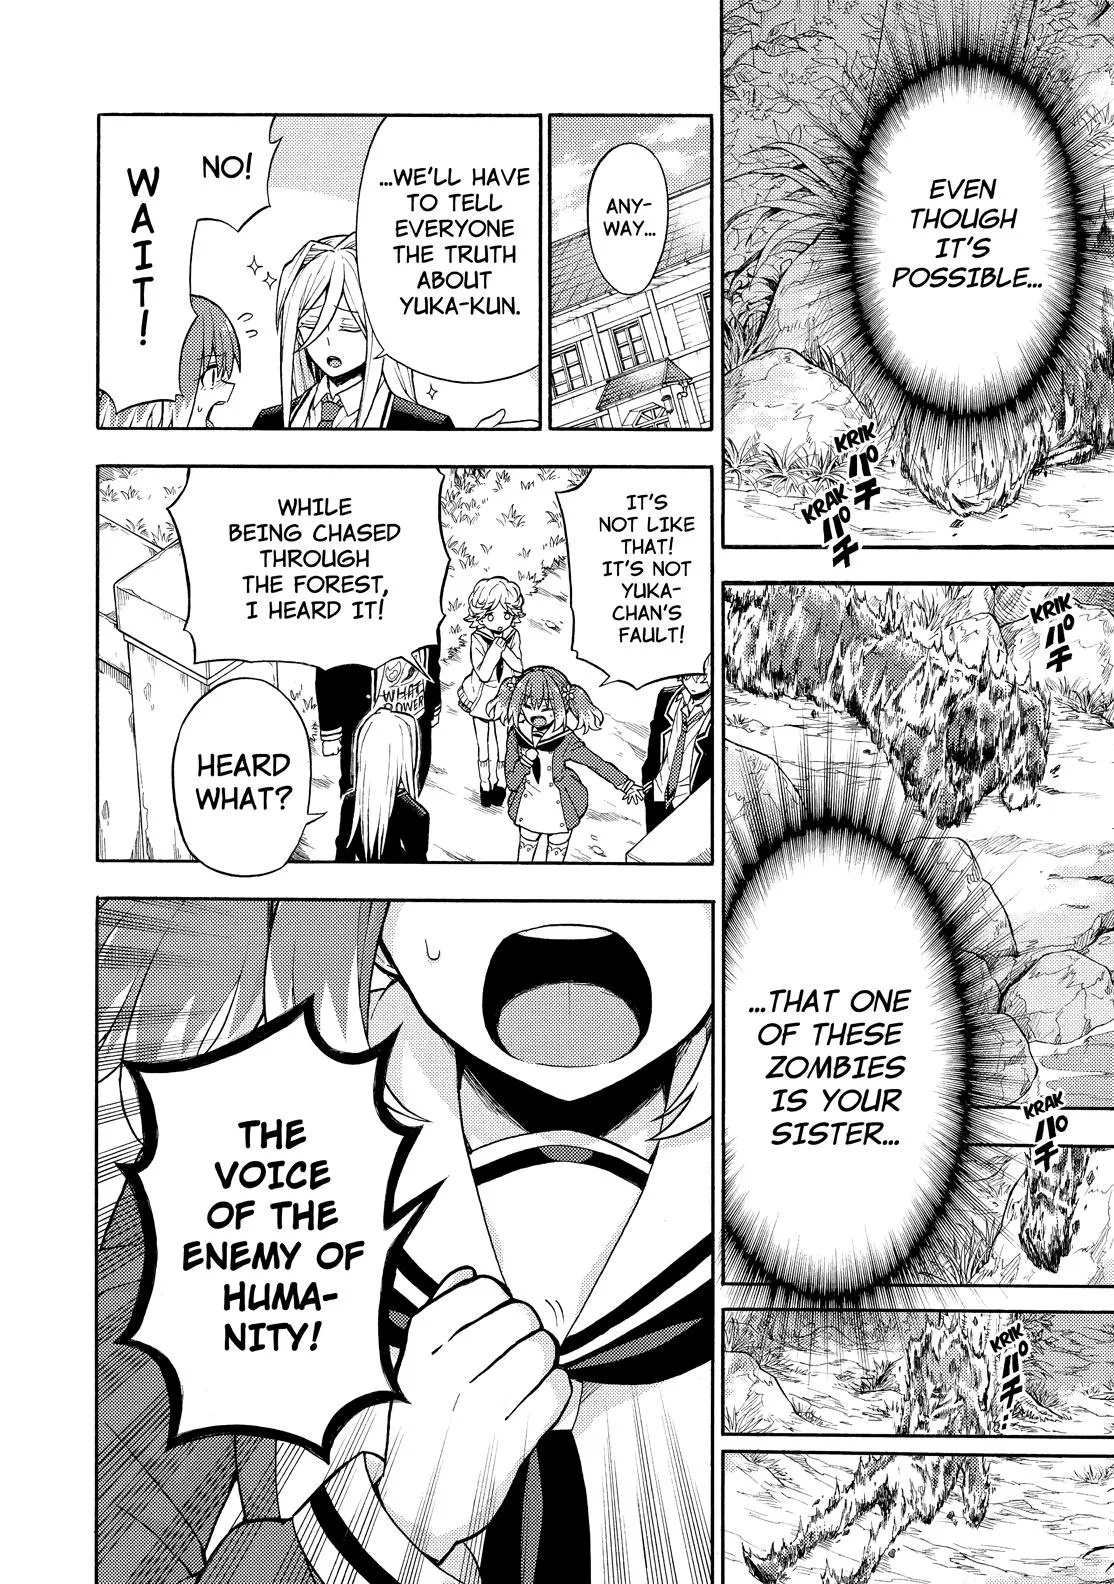 EVEN
THOUGH
IT'S
POSSIBLE...
KRIK
パチ
KRAK
パチ
KRIK
パチ
...THAT ONE
OF THESE
ZOMBIES
IS YOUR
SISTER...
KRAK
パチ
KRIK
パチ...
ANY-
WAY...
...WE'LL HAVE
TO TELL
EVERYONE
THE TRUTH
ABOUT
YUKA-KUN.
NO!
WAIT!
IT'S
NOT LIKE
THAT!
IT'S NOT
YUKA-
CHAN'S
FAULT!
WHILE
BEING CHASED
THROUGH
THE FOREST,
I HEARD IT!
WHAT
POWER
HEARD
WHAT?
THE
VOICE
OF THE
ENEMY OF
HUMA-
NITY!